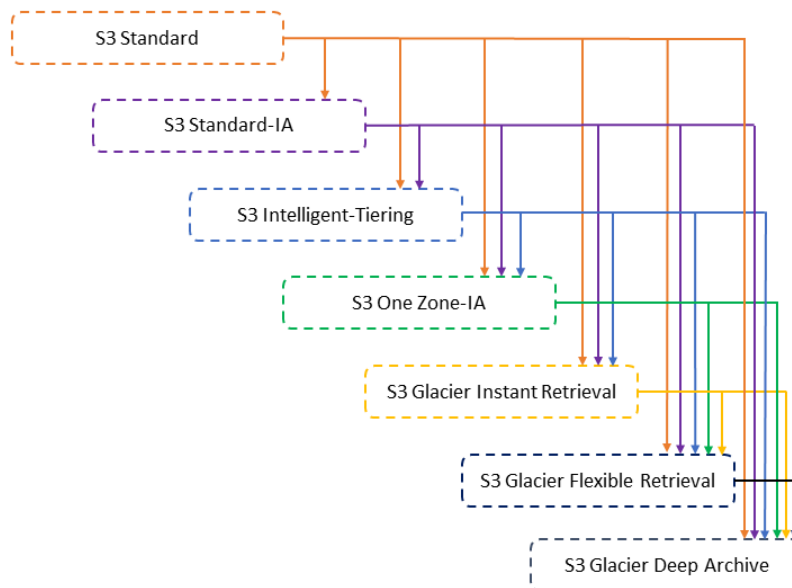 S3 Standard
S3 Standard-IA
S3 Intelligent-Tiering
S3 One Zone-IA
S3 Glacier Instant Retrieval
S3 Glacier Flexible Retrieval
S3 Glacier Deep Archive